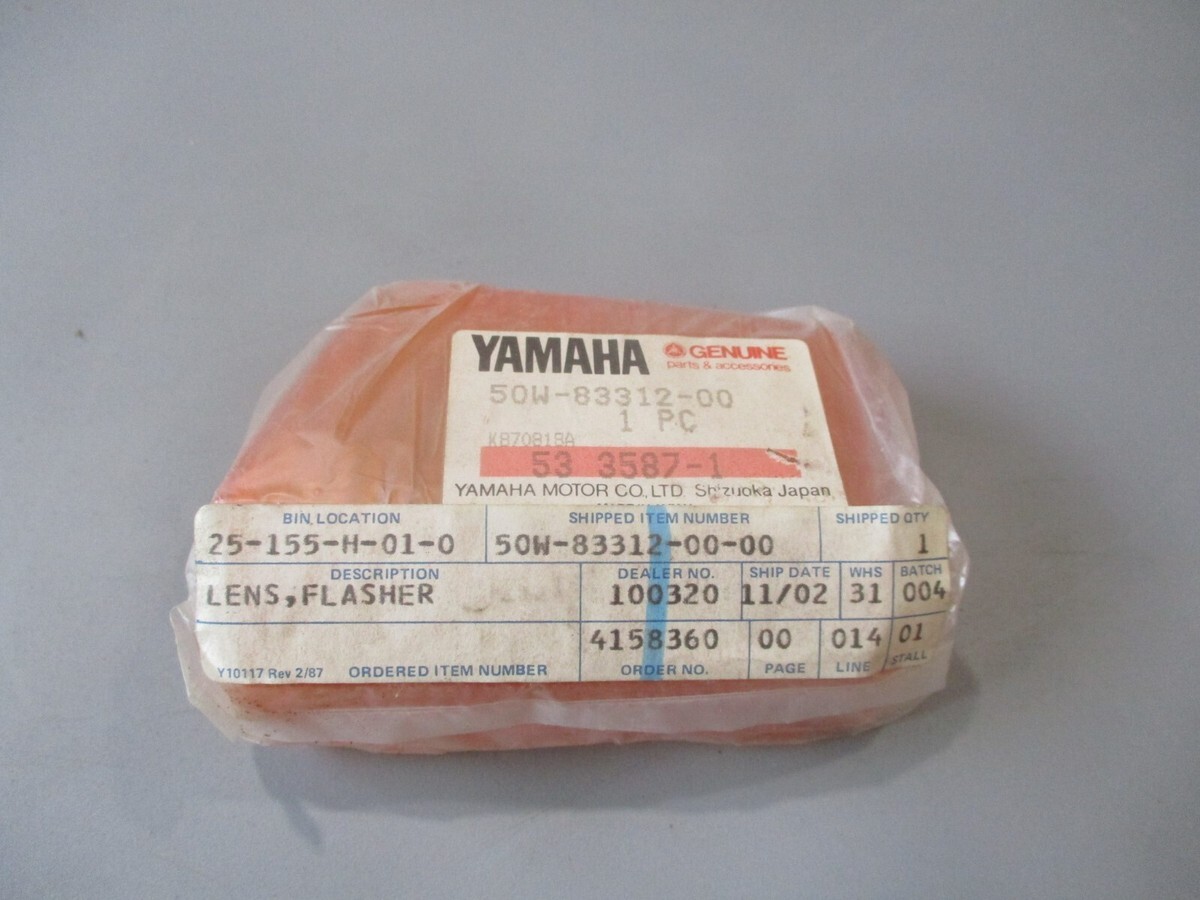 YAMAHA GENUINE
parts & accessories
50W-83312-00
1 PC
K870818A
53 3587-1
YAMAHA MOTOR CO., LTD. Shizuoka Japan
BIN LOCATION SHIPPED ITEM NUMBER SHIPPED QTY
25-155-H-01-0 50W-83312-00-00 1
DESCRIPTION DEALER NO. SHIP DATE WHS BATCH
LENS,FLASHER 100320 11/02 31 004
4158360 00 014 01
Y10117 Rev 2/87 ORDERED ITEM NUMBER ORDER NO. PAGE LINE STALL